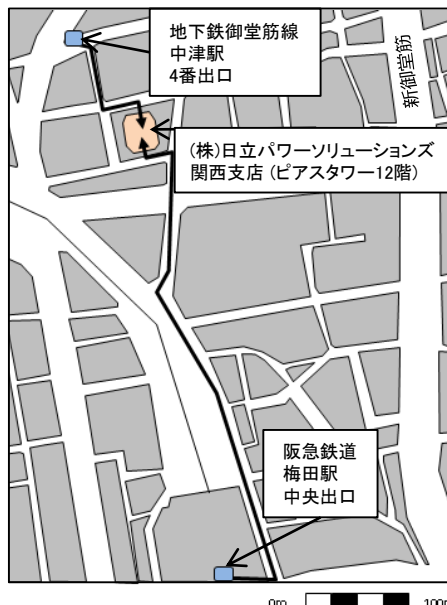 地下鉄御堂筋線
中津駅
4番出口
新御堂筋
(株)日立パワーソリューションズ
関西支店 (ピアスタワー12階)
阪急鉄道
梅田駅
中央出口
0m
100m